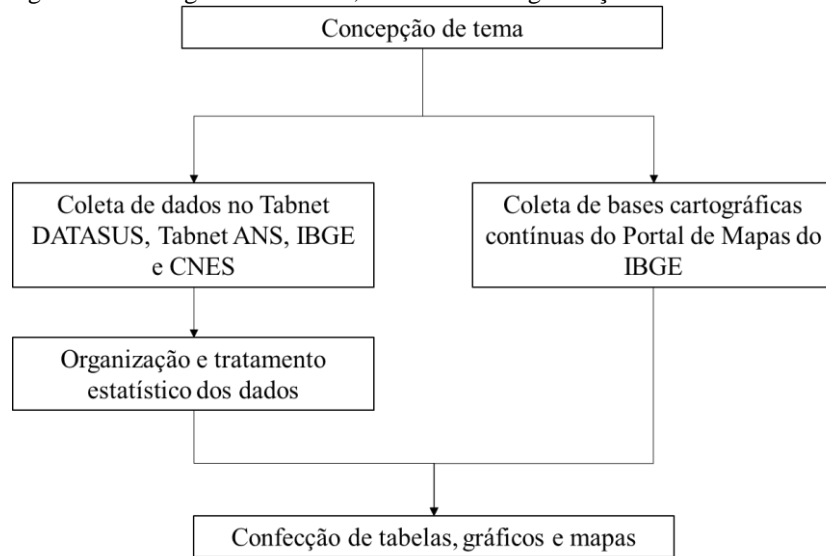 Concepção de tema
Coleta de dados no Tabnet
DATASUS, Tabnet ANS, IBGE
e CNES
Coleta de bases cartográficas
contínuas do Portal de Mapas do
IBGE
Organização e tratamento
estatístico dos dados
Confecção de tabelas, gráficos e mapas